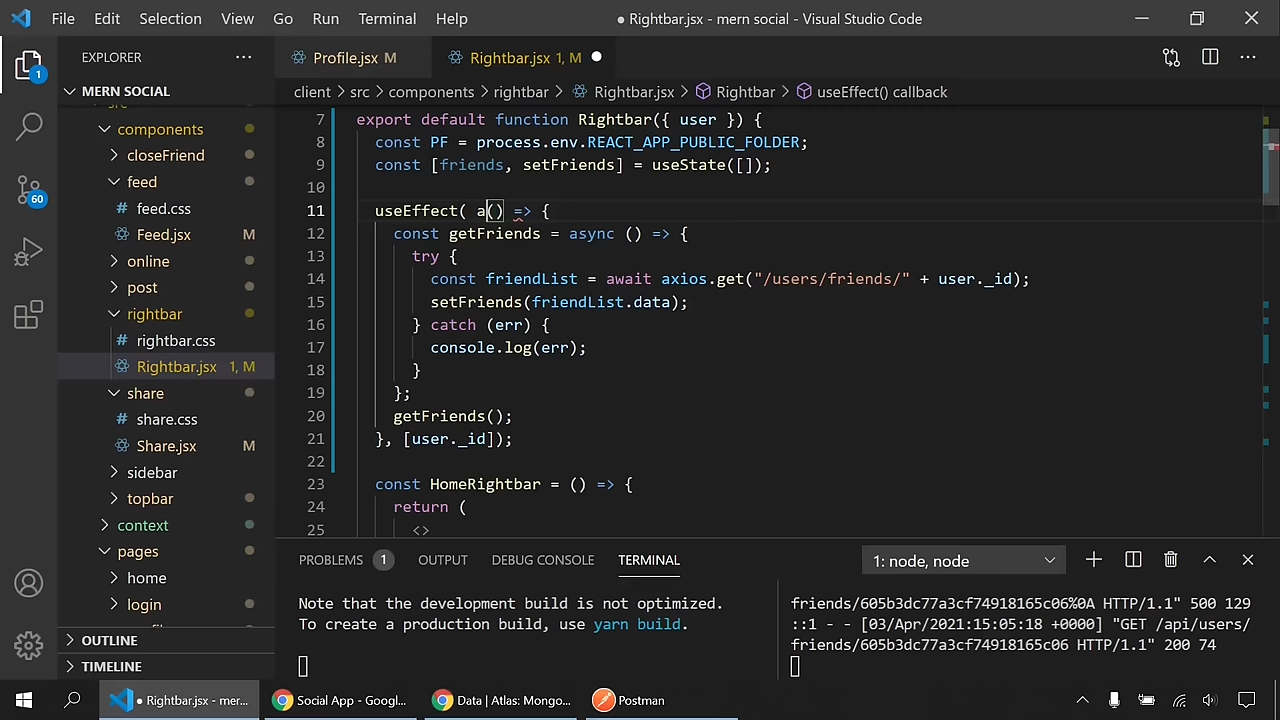 File Edit Selection View Go Run Terminal Help
● Rightbar.jsx - mern social - Visual Studio Code
EXPLORER
Profile.jsx M
Rightbar.jsx 1, M
MERN SOCIAL
client > src > components > rightbar > Rightbar.jsx > Rightbar > useEffect() callback
1
60
src
components
closeFriend
feed
# feed.css
Feed.jsx M
online
post
rightbar
# rightbar.css
Rightbar.jsx 1, M
share
# share.css
Share.jsx M
sidebar
topbar
context
pages
home
login
OUTLINE
TIMELINE
7 export default function Rightbar({ user }) {
8 const PF = process.env.REACT_APP_PUBLIC_FOLDER;
9 const [friends, setFriends] = useState([]);
10
11 useEffect( a() => {
12 const getFriends = async () => {
13 try {
14 const friendList = await axios.get("/users/friends/" + user._id);
15 setFriends(friendList.data);
16 } catch (err) {
17 console.log(err);
18 }
19 };
20 getFriends();
21 }, [user._id]);
22
23 const HomeRightbar = () => {
24 return (
25 <>
PROBLEMS 1 OUTPUT DEBUG CONSOLE TERMINAL
1: node, node
Note that the development build is not optimized.
To create a production build, use yarn build.
friends/605b3dc77a3cf74918165c06%0A HTTP/1.1" 500 129
::1 - - [03/Apr/2021:15:05:18 +0000] "GET /api/users/
friends/605b3dc77a3cf74918165c06 HTTP/1.1" 200 74
● Rightbar.jsx - mer...
Social App - Googl...
Data | Atlas: Mongo...
Postman